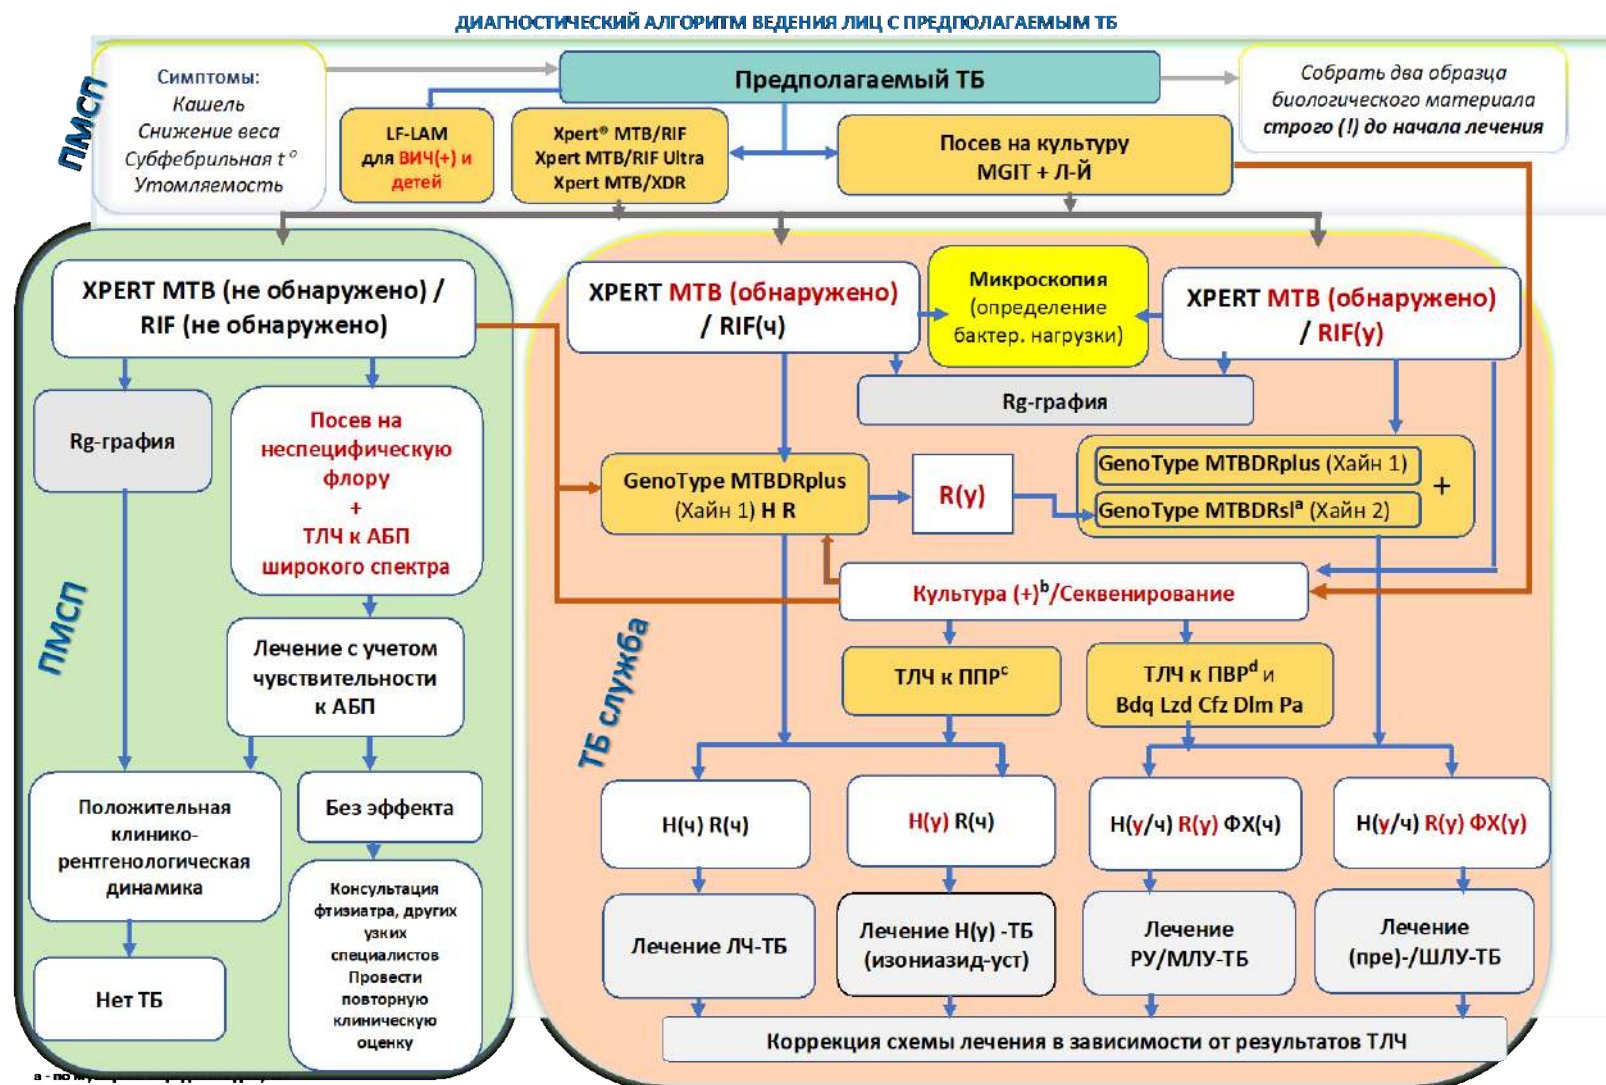 ДИАГНОСТИЧЕСКИЙ АЛГОРИТМ ВЕДЕНИЯ ЛИЦ С ПРЕДПОЛАГАЕМЫМ ТБ
ПМСП
Симптомы:
Кашель
Снижение веса
Субфебрильная t°
Утомляемость
Предполагаемый ТБ
Собрать два образца
биологического материала
строго (!) до начала лечения
LF-LAM
для ВИЧ(+) и
детей
Xpert® MTB/RIF
Xpert MTB/RIF Ultra
Xpert MTB/XDR
Посев на культуру
MGIT + Л-Й
XPERT MTB (не обнаружено) /
RIF (не обнаружено)
XPERT MTB (обнаружено)
/ RIF(ч)
Микроскопия
(определение
бактер. нагрузки)
XPERT MTB (обнаружено)
/ RIF(у)
Rg-графия
Rg-графия
Посев на
неспецифическую
флору
+
ТЛЧ к АБП
широкого спектра
GenoType MTBDRplus
(Хайн 1) H R
R(у)
GenoType MTBDRplus (Хайн 1)
GenoType MTBDRslᵃ (Хайн 2)
+
Культура (+)ᵇ/Секвенирование
ПМСП
Лечение с учетом
чувствительности
к АБП
ТБ служба
ТЛЧ к ППРᶜ
ТЛЧ к ПВРᵈ и
Bdq Lzd Cfz Dlm Pa
Положительная
клинико-
рентгенологическая
динамика
Без эффекта
H(ч) R(ч)
H(у) R(ч)
H(у/ч) R(у) ФХ(ч)
H(у/ч) R(у) ФХ(у)
Консультация
фтизиатра, других
узких
специалистов
Провести
повторную
клиническую
оценку
Нет ТБ
Лечение ЛЧ-ТБ
Лечение H(у) -ТБ
(изониазид-уст)
Лечение
РУ/МЛУ-ТБ
Лечение
(пре)-/ШЛУ-ТБ
Коррекция схемы лечения в зависимости от результатов ТЛЧ